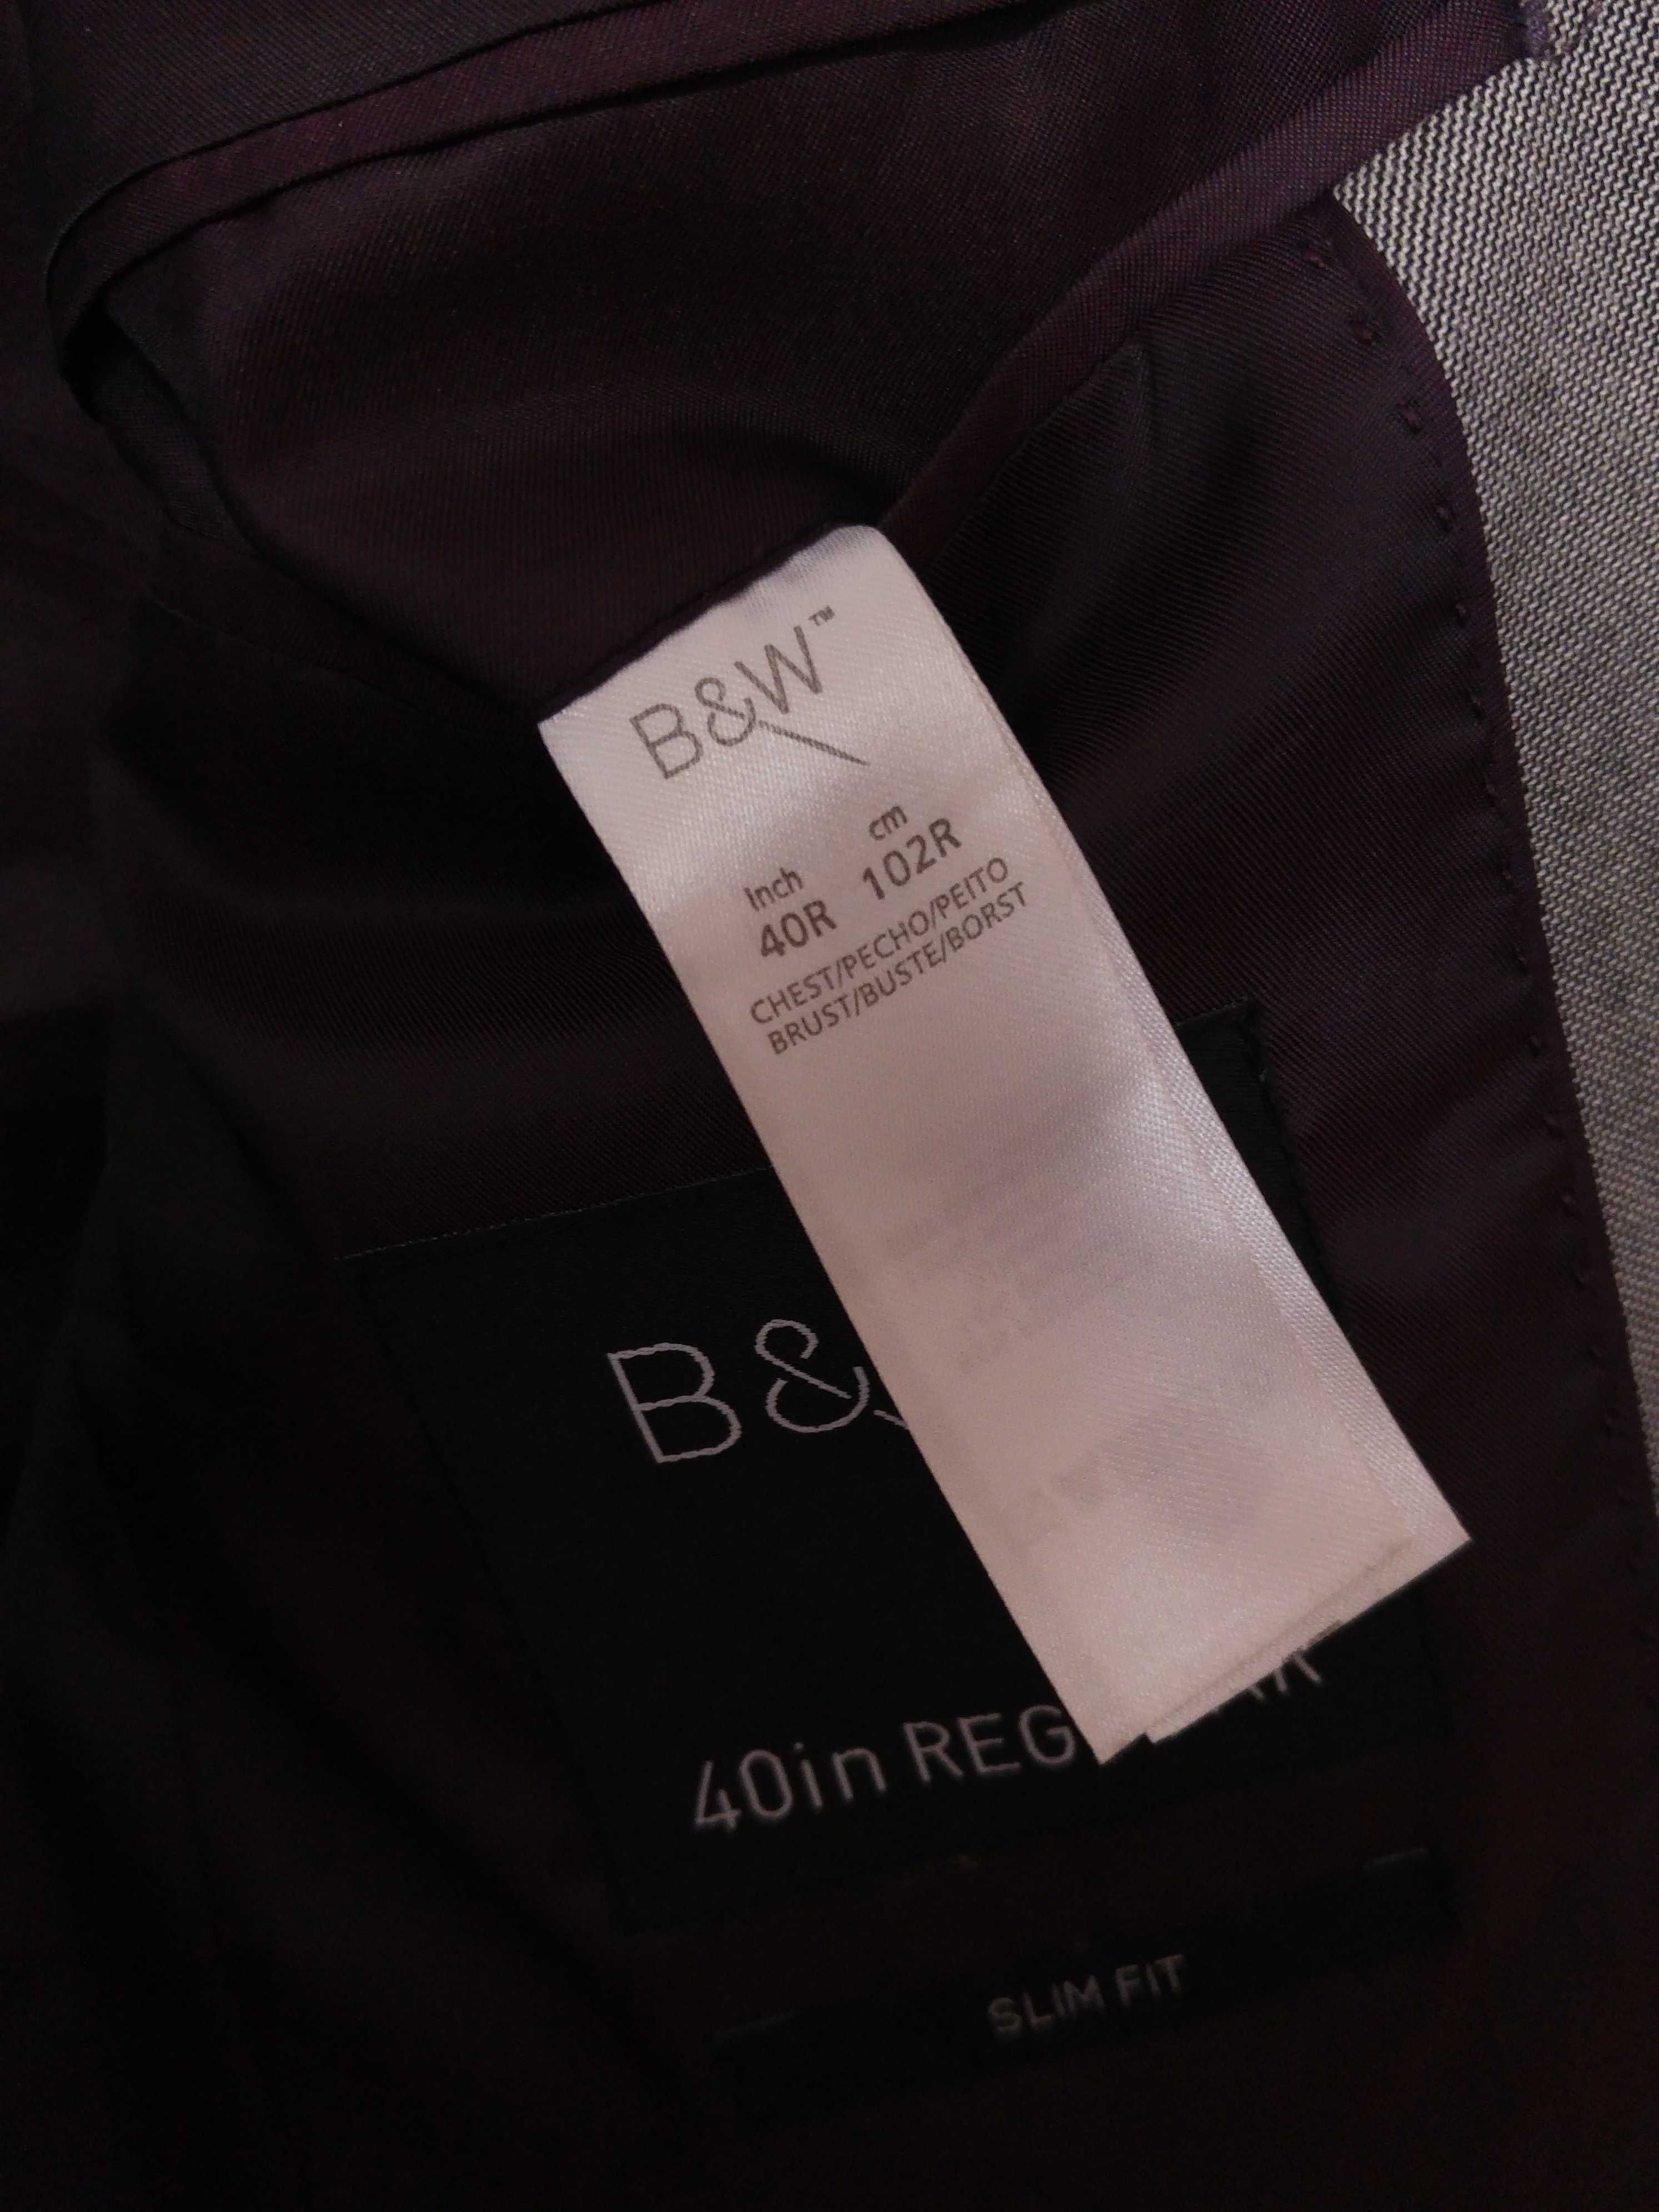 B&W™
Inch cm
40R 102R
CHEST/PECHO/PEITO
BRUST/BUSTE/BORST
B&
40in REG
SLIM FIT